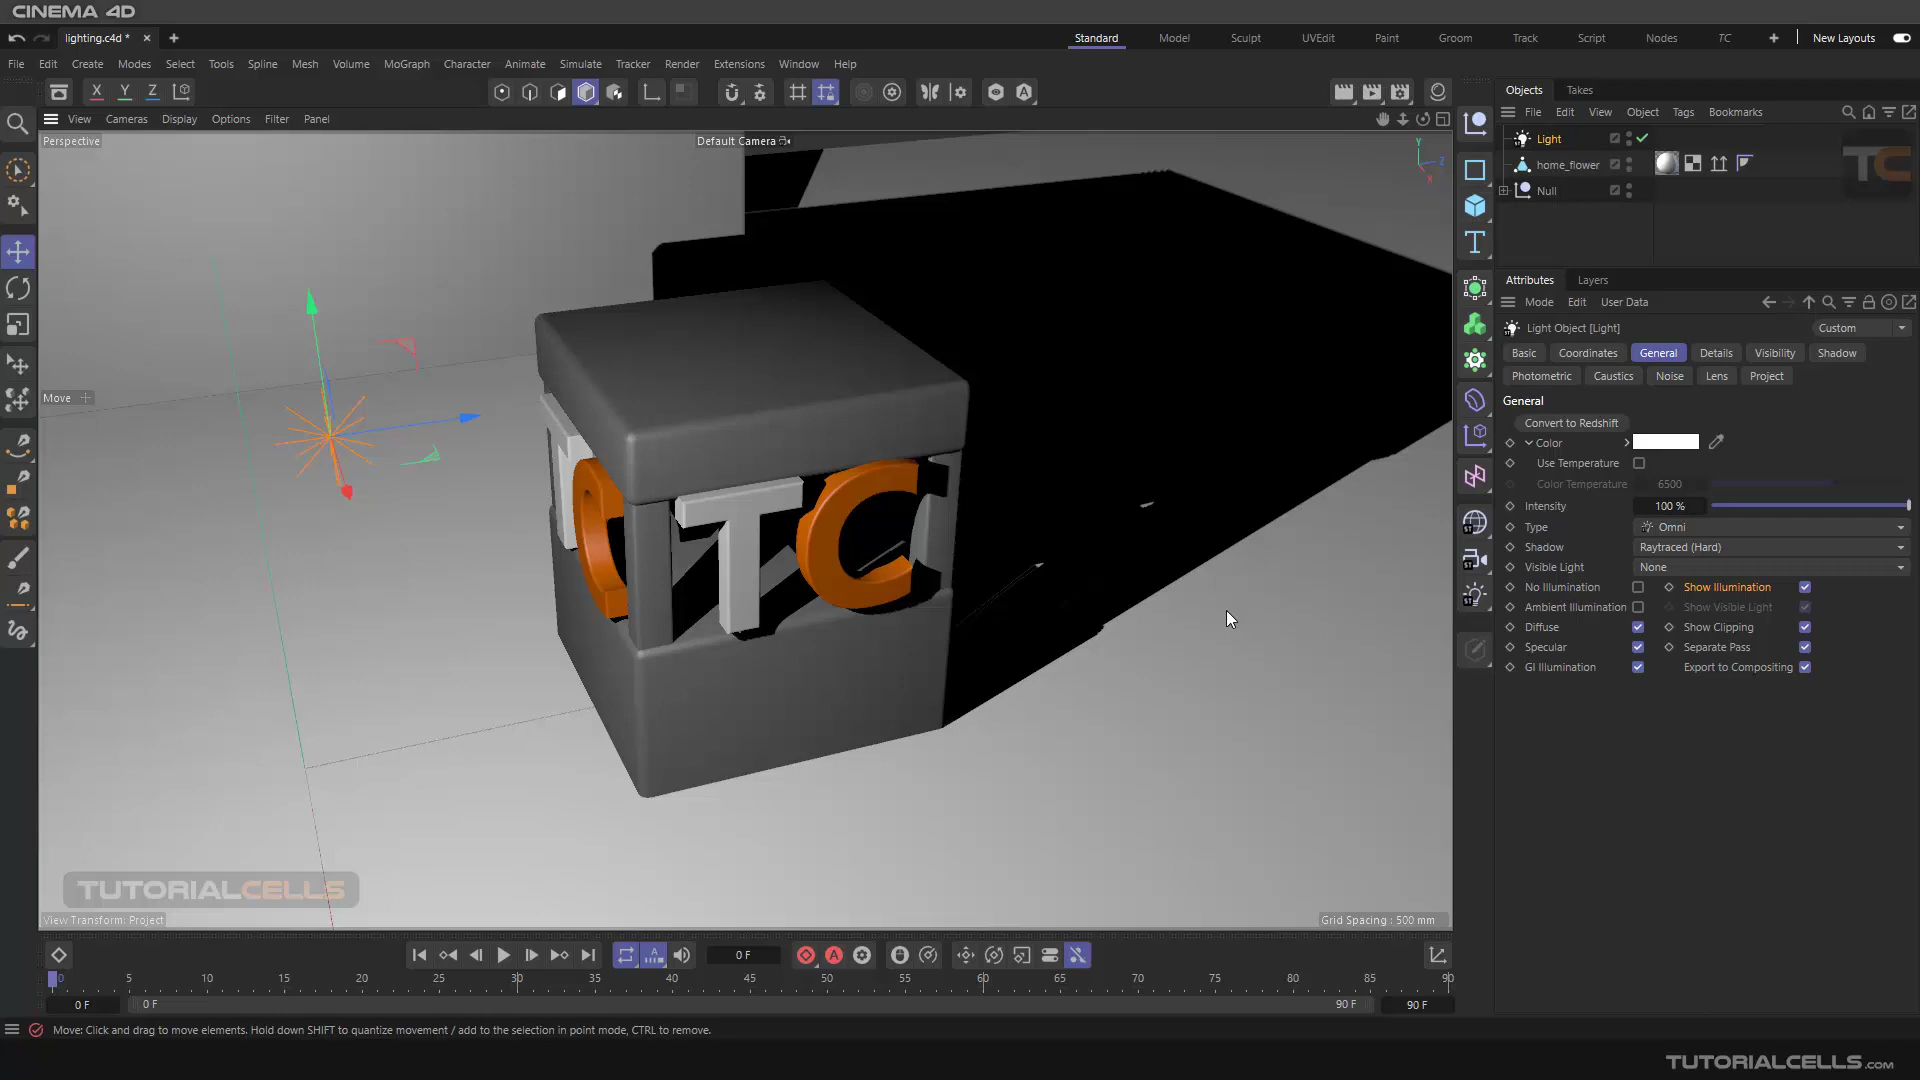 CINEMA 4D
lighting.c4d *
Standard
Model
Sculpt
UVEdit
Paint
Groom
Track
Script
Nodes
TC
New Layouts
File Edit Create Modes Select Tools Spline Mesh Volume MoGraph Character Animate Simulate Tracker Render Extensions Window Help
X Y Z
View Cameras Display Options Filter Panel
Perspective
Default Camera
Y
Z
X
Move
TC
C
TUTORIALCELLS
View Transform: Project
Grid Spacing : 500 mm
Objects Takes
File Edit View Object Tags Bookmarks
Light
home_flower
Null
TC
Attributes Layers
Mode Edit User Data
Light Object [Light]
Custom
Basic Coordinates General Details Visibility Shadow
Photometric Caustics Noise Lens Project
General
Convert to Redshift
Color
Use Temperature
Color Temperature 6500
Intensity 100 %
Type Omni
Shadow Raytraced (Hard)
Visible Light None
No Illumination Show Illumination
Ambient Illumination Show Visible Light
Diffuse Show Clipping
Specular Separate Pass
GI Illumination Export to Compositing
0 F
0 5 10 15 20 25 30 35 40 45 50 55 60 65 70 75 80 85 90
0 F 0 F 90 F 90 F
Move: Click and drag to move elements. Hold down SHIFT to quantize movement / add to the selection in point mode, CTRL to remove.
TUTORIALCELLS.com